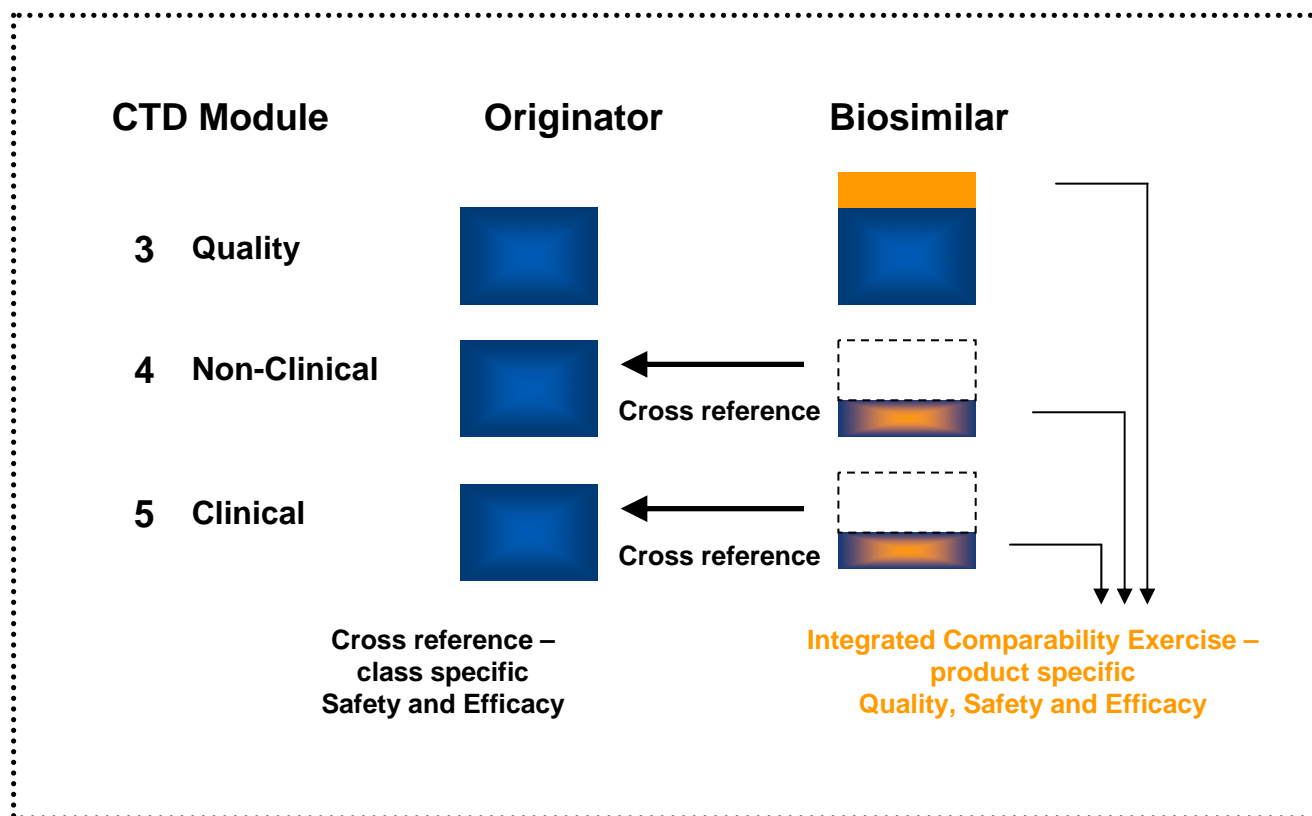 CTD Module Originator Biosimilar
3 Quality
4 Non-Clinical
Cross reference
5 Clinical
Cross reference
Cross reference –
class specific
Safety and Efficacy
Integrated Comparability Exercise –
product specific
Quality, Safety and Efficacy